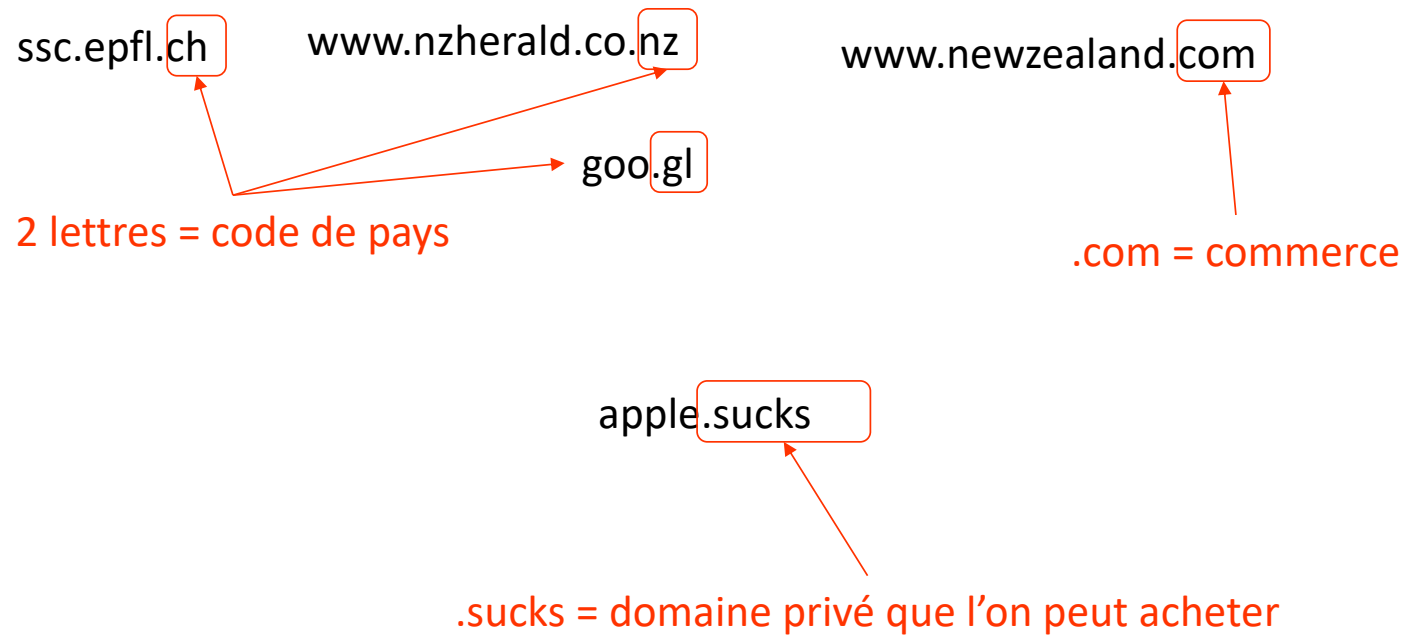 ssc.epfl.ch
www.nzherald.co.nz
www.newzealand.com
goo.gl
2 lettres = code de pays
.com = commerce
apple.sucks
.sucks = domaine privé que l’on peut acheter